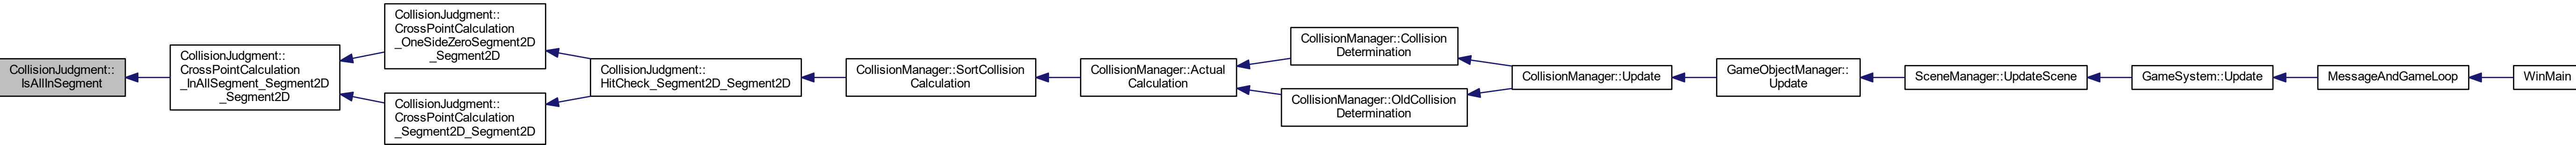 CollisionJudgment::
IsAllInSegment
CollisionJudgment::
CrossPointCalculation
_InAllSegment_Segment2D
_Segment2D
CollisionJudgment::
CrossPointCalculation
_OneSideZeroSegment2D
_Segment2D
CollisionJudgment::
CrossPointCalculation
_Segment2D_Segment2D
CollisionJudgment::
HitCheck_Segment2D_Segment2D
CollisionManager::SortCollision
Calculation
CollisionManager::Actual
Calculation
CollisionManager::Collision
Determination
CollisionManager::OldCollision
Determination
CollisionManager::Update
GameObjectManager::
Update
SceneManager::UpdateScene
GameSystem::Update
MessageAndGameLoop
WinMain